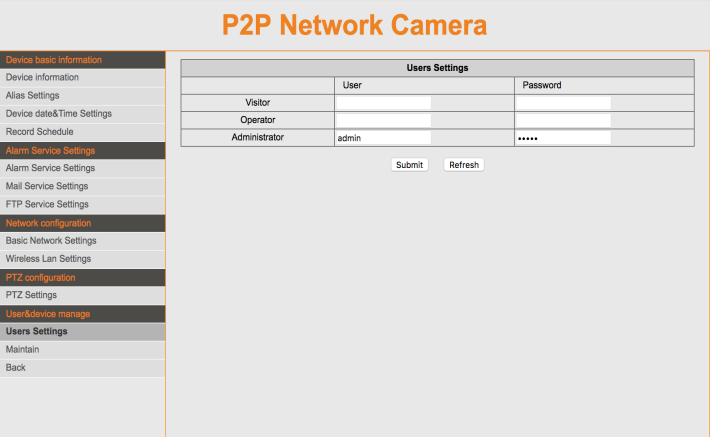 P2P Network Camera
Device basic information
Device information
Alias Settings
Device date&Time Settings
Record Schedule
Alarm Service Settings
Alarm Service Settings
Mail Service Settings
FTP Service Settings
Network configuration
Basic Network Settings
Wireless Lan Settings
PTZ configuration
PTZ Settings
User&device manage
Users Settings
Maintain
Back
Users Settings
User Password
Visitor
Operator
Administrator admin •••••
Submit Refresh